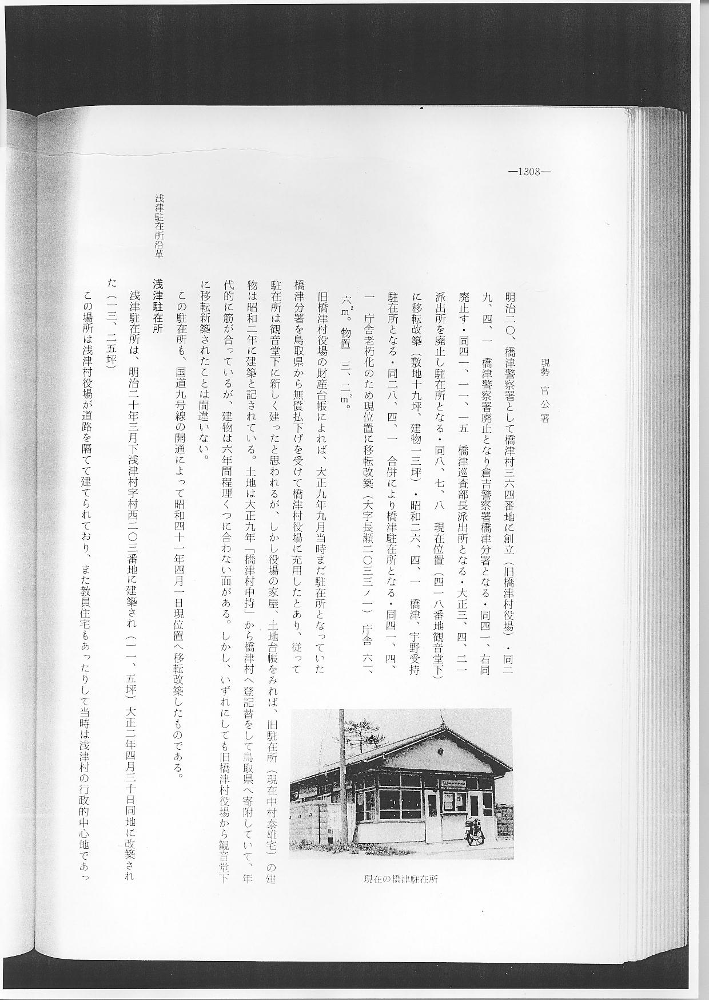 —1308—
現勢 官公署
明治二〇、橋津警察署として橋津村三六四番地に創立（旧橋津村役場）・同二
九、四、一 橋津警察署廃止となり倉吉警察署橋津分署となる・同四一、右同
廃止す・同四一、一一、一五 橋津巡査部長派出所となる・大正三、四、二一
派出所を廃止し駐在所となる・同八、七、八 現在位置（四一八番地観音堂下）
に移転改築（敷地十九坪、建物一三坪）・昭和二六、四、一 橋津、宇野受持
駐在所となる・同二八、四、一 合併により橋津駐在所となる・同四一、四、
一 庁舎老朽化のため現位置に移転改築（大字長瀬二〇三三ノ一） 庁舎 六一、
六㎡。物置 三、二㎡。
旧橋津村役場の財産台帳によれば、大正九年九月当時まだ駐在所となっていた
橋津分署を鳥取県から無償払下げを受けて橋津村役場に充用したとあり、従って
駐在所は観音堂下に新しく建ったと思われるが、しかし役場の家屋、土地台帳をみれば、旧駐在所（現在中村泰雄宅）の建
物は昭和二年に建築と記されている。土地は大正九年「橋津村中持」から橋津村へ登記替をして鳥取県へ寄附していて、年
代的に筋が合っているが、建物は六年間程理くつに合わない面がある。しかし、いずれにしても旧橋津村役場から観音堂下
に移転新築されたことは間違いない。
この駐在所も、国道九号線の開通によって昭和四十一年四月一日現位置へ移転改築したものである。
浅津駐在所沿革
浅津駐在所
浅津駐在所は、明治二十年三月下浅津村字村西二〇三番地に建築され（一一、五坪）大正二年四月三十日同地に改築され
た（一三、二五坪）
この場所は浅津村役場が道路を隔てて建てられており、また教員住宅もあったりして当時は浅津村の行政的中心地であっ
現在の橋津駐在所